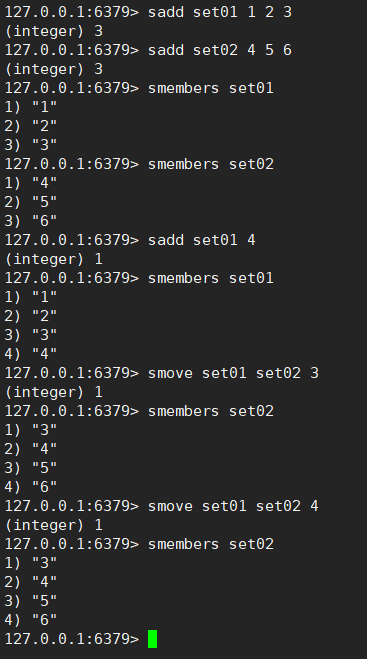 127.0.0.1:6379> sadd set01 1 2 3
(integer) 3
127.0.0.1:6379> sadd set02 4 5 6
(integer) 3
127.0.0.1:6379> smembers set01
1) "1"
2) "2"
3) "3"
127.0.0.1:6379> smembers set02
1) "4"
2) "5"
3) "6"
127.0.0.1:6379> sadd set01 4
(integer) 1
127.0.0.1:6379> smembers set01
1) "1"
2) "2"
3) "3"
4) "4"
127.0.0.1:6379> smove set01 set02 3
(integer) 1
127.0.0.1:6379> smembers set02
1) "3"
2) "4"
3) "5"
4) "6"
127.0.0.1:6379> smove set01 set02 4
(integer) 1
127.0.0.1:6379> smembers set02
1) "3"
2) "4"
3) "5"
4) "6"
127.0.0.1:6379>